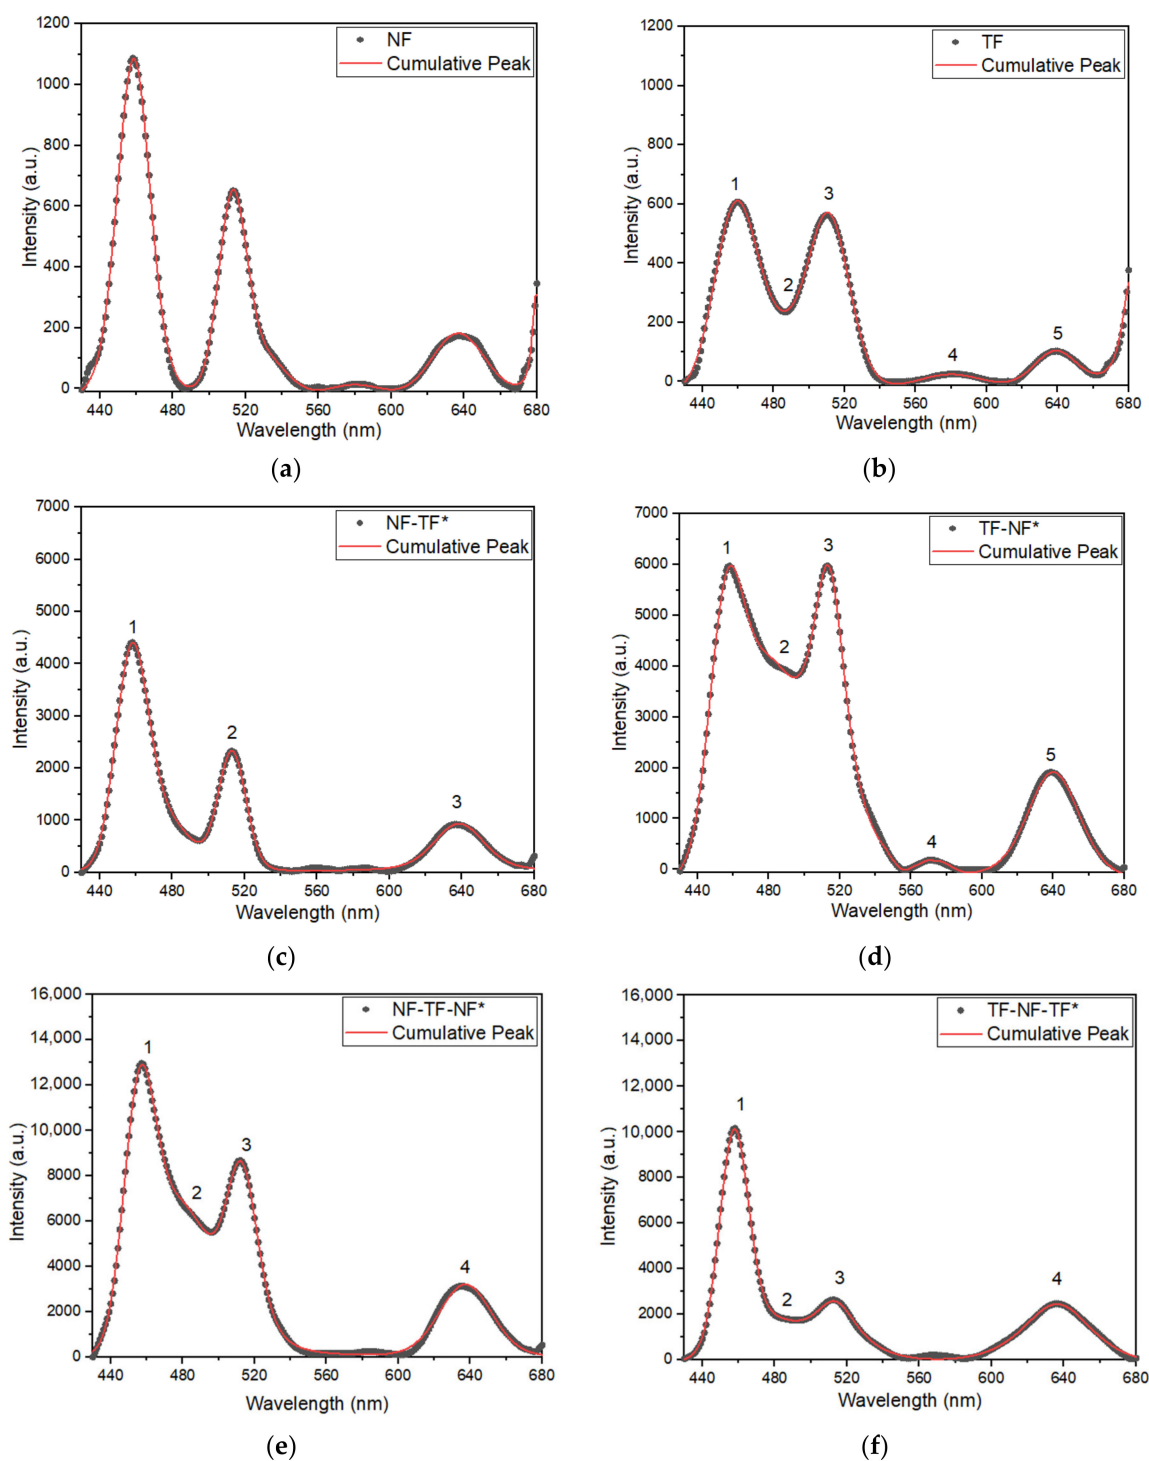 1200
1000
800
600
400
200
0
440 480 520 560 600 640 680
Intensity (a.u.)
Wavelength (nm)
NF
Cumulative Peak
(a)
1200
1000
800
600
400
200
0
440 480 520 560 600 640 680
Intensity (a.u.)
Wavelength (nm)
TF
Cumulative Peak
1
2
3
4
5
(b)
7000
6000
5000
4000
3000
2000
1000
0
440 480 520 560 600 640 680
Intensity (a.u.)
Wavelength (nm)
NF-TF*
Cumulative Peak
1
2
3
(c)
7000
6000
5000
4000
3000
2000
1000
0
440 480 520 560 600 640 680
Intensity (a.u.)
Wavelength (nm)
TF-NF*
Cumulative Peak
1
2
3
4
5
(d)
16,000
14,000
12,000
10,000
8000
6000
4000
2000
0
440 480 520 560 600 640 680
Intensity (a.u.)
Wavelength (nm)
NF-TF-NF*
Cumulative Peak
1
2
3
4
(e)
16,000
14,000
12,000
10,000
8000
6000
4000
2000
0
440 480 520 560 600 640 680
Intensity (a.u.)
Wavelength (nm)
TF-NF-TF*
Cumulative Peak
1
2
3
4
(f)